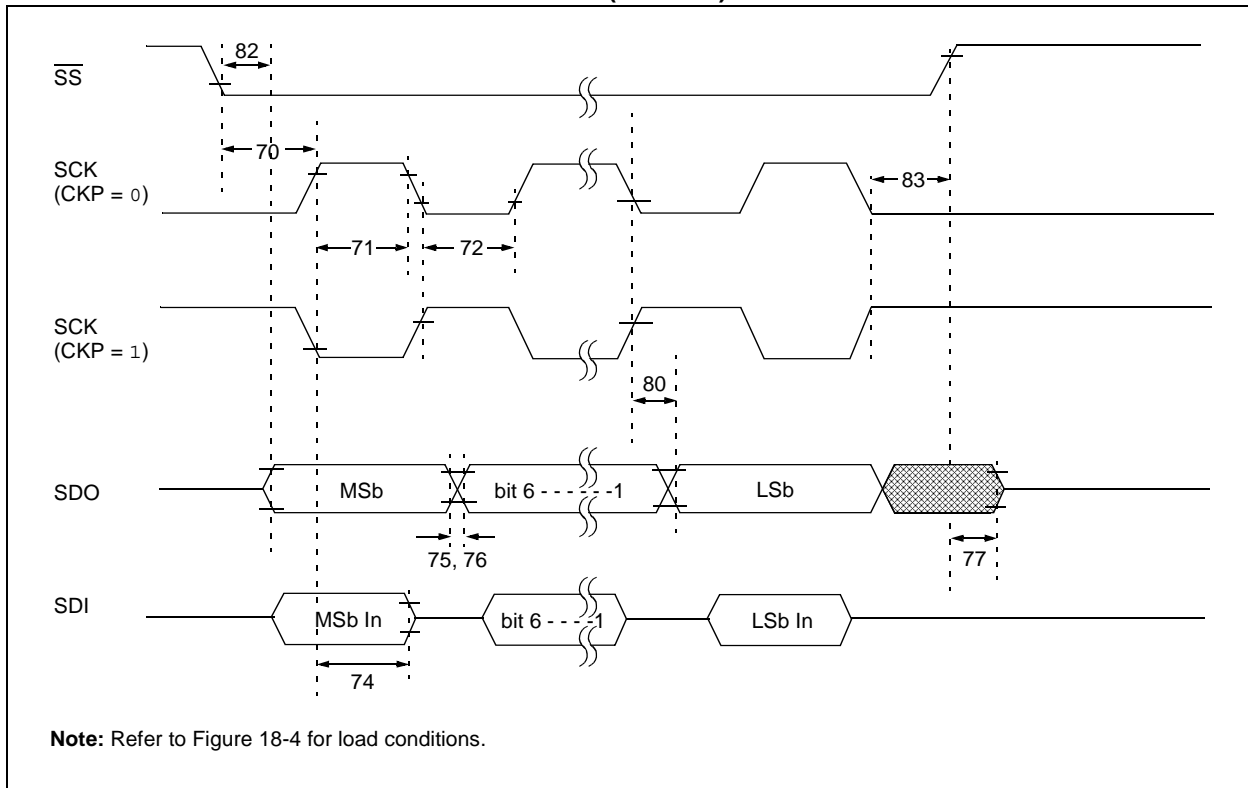 82
SS
70
SCK
(CKP = 0)
83
71
72
SCK
(CKP = 1)
80
SDO
MSb
bit 6 - - - - - -1
LSb
75, 76
77
SDI
MSb In
bit 6 - - - -1
LSb In
74
Note: Refer to Figure 18-4 for load conditions.